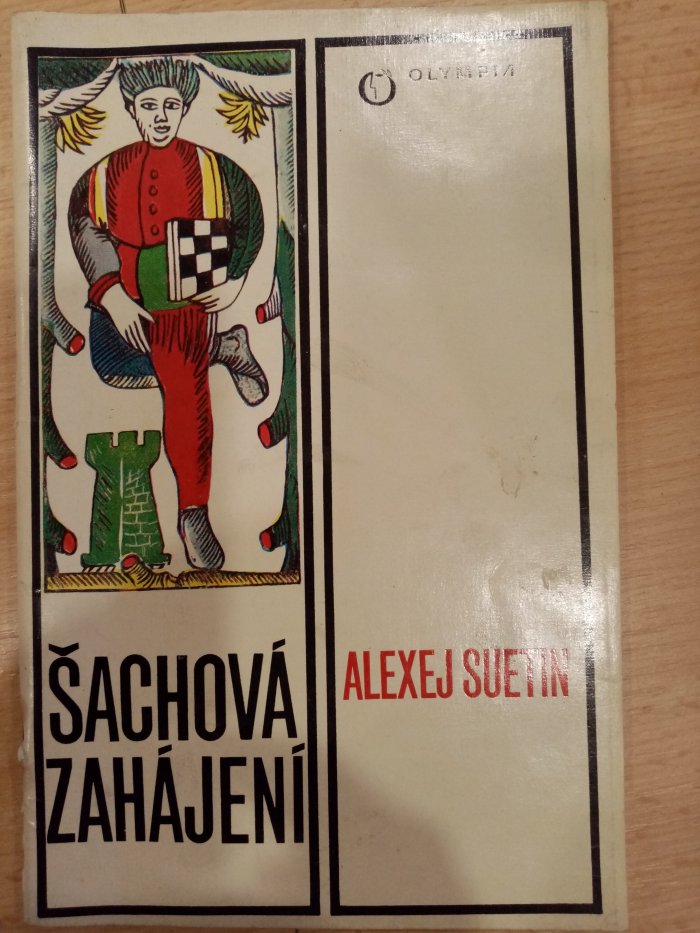 OLYMPIA
ŠACHOVÁ
ZAHÁJENÍ
ALEXEJ SUETIN